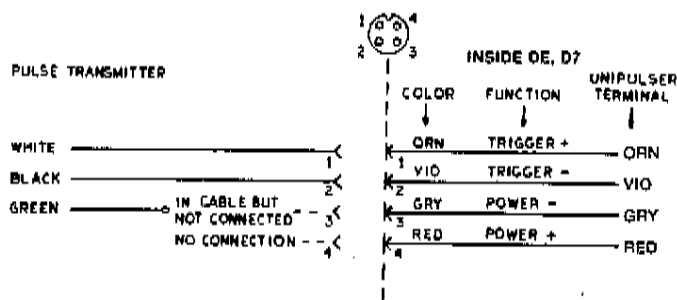 1 4
2 3
PULSE TRANSMITTER
INSIDE OE, D7
COLOR FUNCTION UNIPULSER TERMINAL
WHITE 1 1 ORN TRIGGER + ORN
BLACK 2 2 VIO TRIGGER - VIO
GREEN IN CABLE BUT NOT CONNECTED 3 3 GRY POWER - GRY
NO CONNECTION 4 4 RED POWER + RED